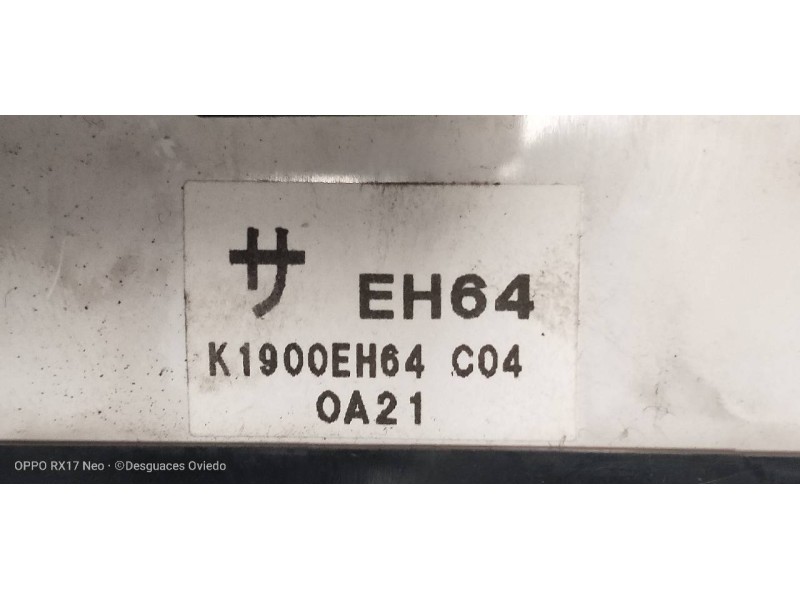 サ EH64
K1900EH64 C04
0A21
OPPO RX17 Neo · ©Desguaces Oviedo